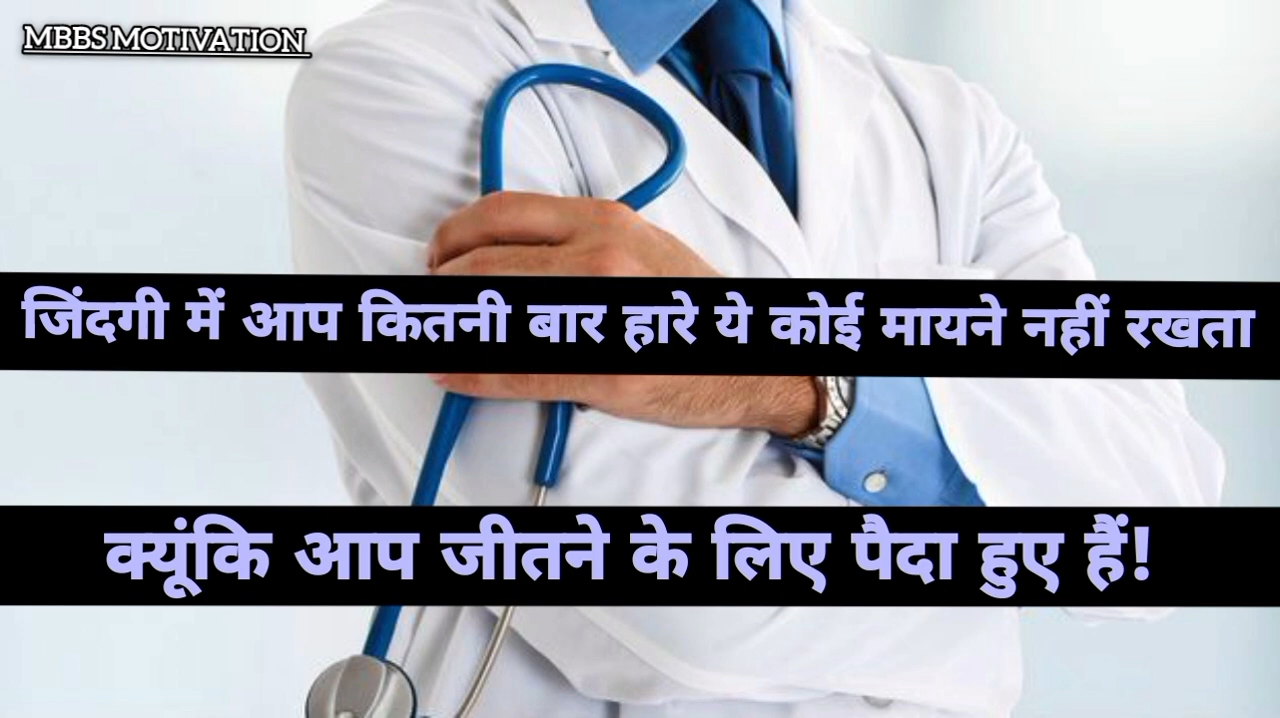 MBBS MOTIVATION
जिंदगी में आप कितनी बार हारे ये कोई मायने नहीं रखता
क्यूंकि आप जीतने के लिए पैदा हुए हैं!